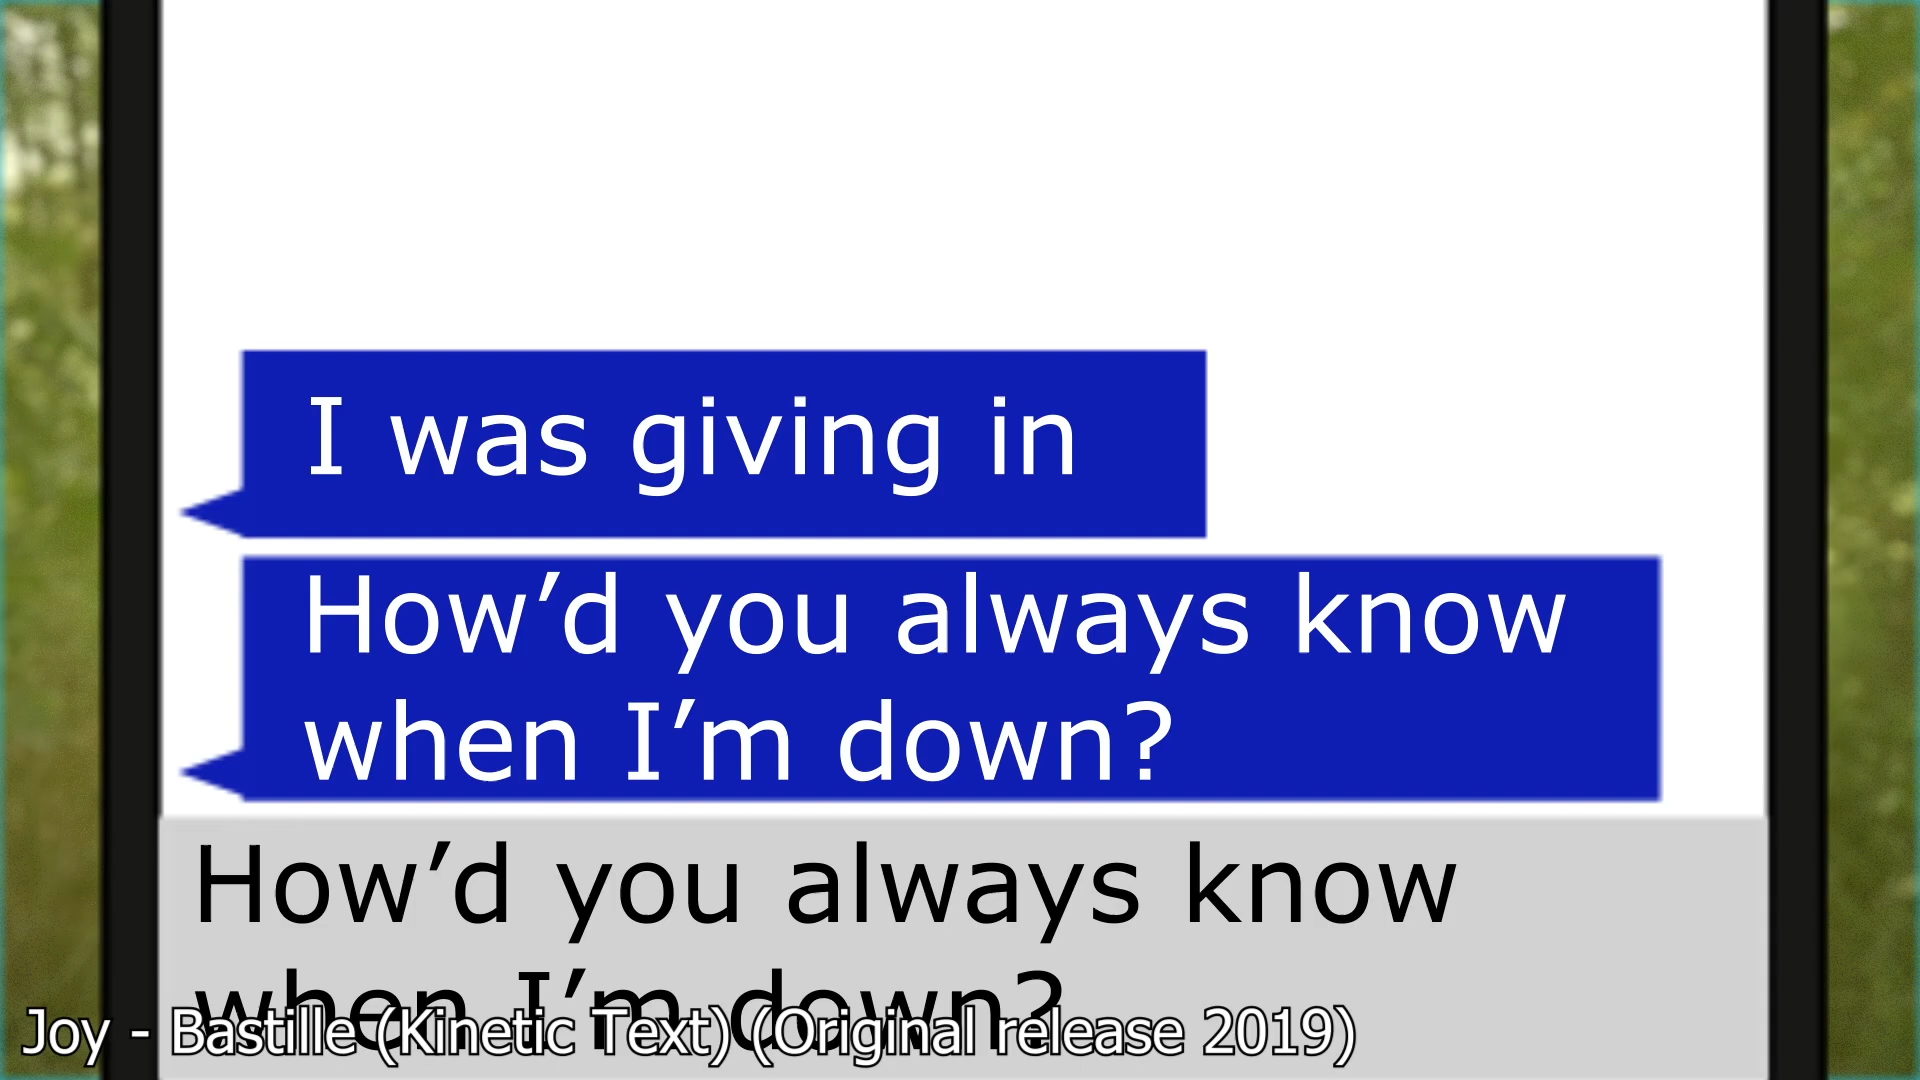 I was giving in
How’d you always know
when I’m down?
How’d you always know
when I’m down?
Joy - Bastille (Kinetic Text) (Original release 2019)